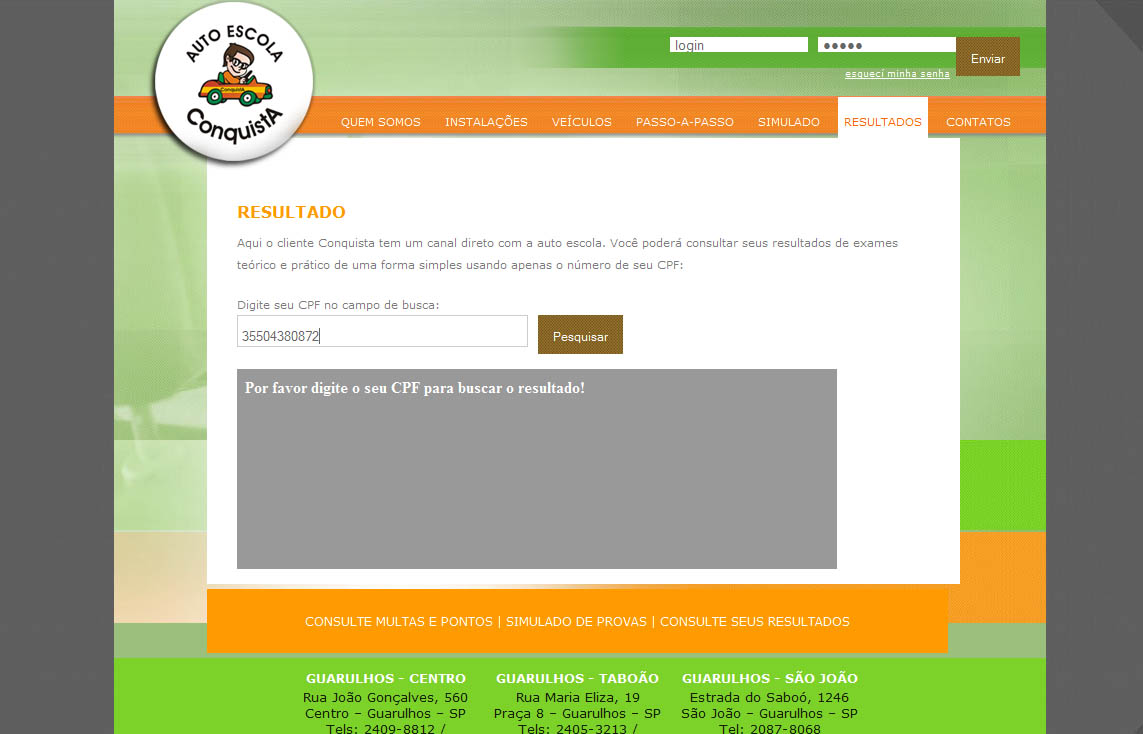 AUTO ESCOLA
Conquista
ConquistA
login
•••••
Enviar
esqueci minha senha
QUEM SOMOS
INSTALAÇÕES
VEÍCULOS
PASSO-A-PASSO
SIMULADO
RESULTADOS
CONTATOS
RESULTADO
Aqui o cliente Conquista tem um canal direto com a auto escola. Você poderá consultar seus resultados de exames
teórico e prático de uma forma simples usando apenas o número de seu CPF:
Digite seu CPF no campo de busca:
35504380872
Pesquisar
Por favor digite o seu CPF para buscar o resultado!
CONSULTE MULTAS E PONTOS | SIMULADO DE PROVAS | CONSULTE SEUS RESULTADOS
GUARULHOS - CENTRO
Rua João Gonçalves, 560
Centro – Guarulhos – SP
Tels: 2409-8812 /
GUARULHOS - TABOÃO
Rua Maria Eliza, 19
Praça 8 – Guarulhos – SP
Tels: 2405-3213 /
GUARULHOS - SÃO JOÃO
Estrada do Saboó, 1246
São João – Guarulhos – SP
Tel: 2087-8068